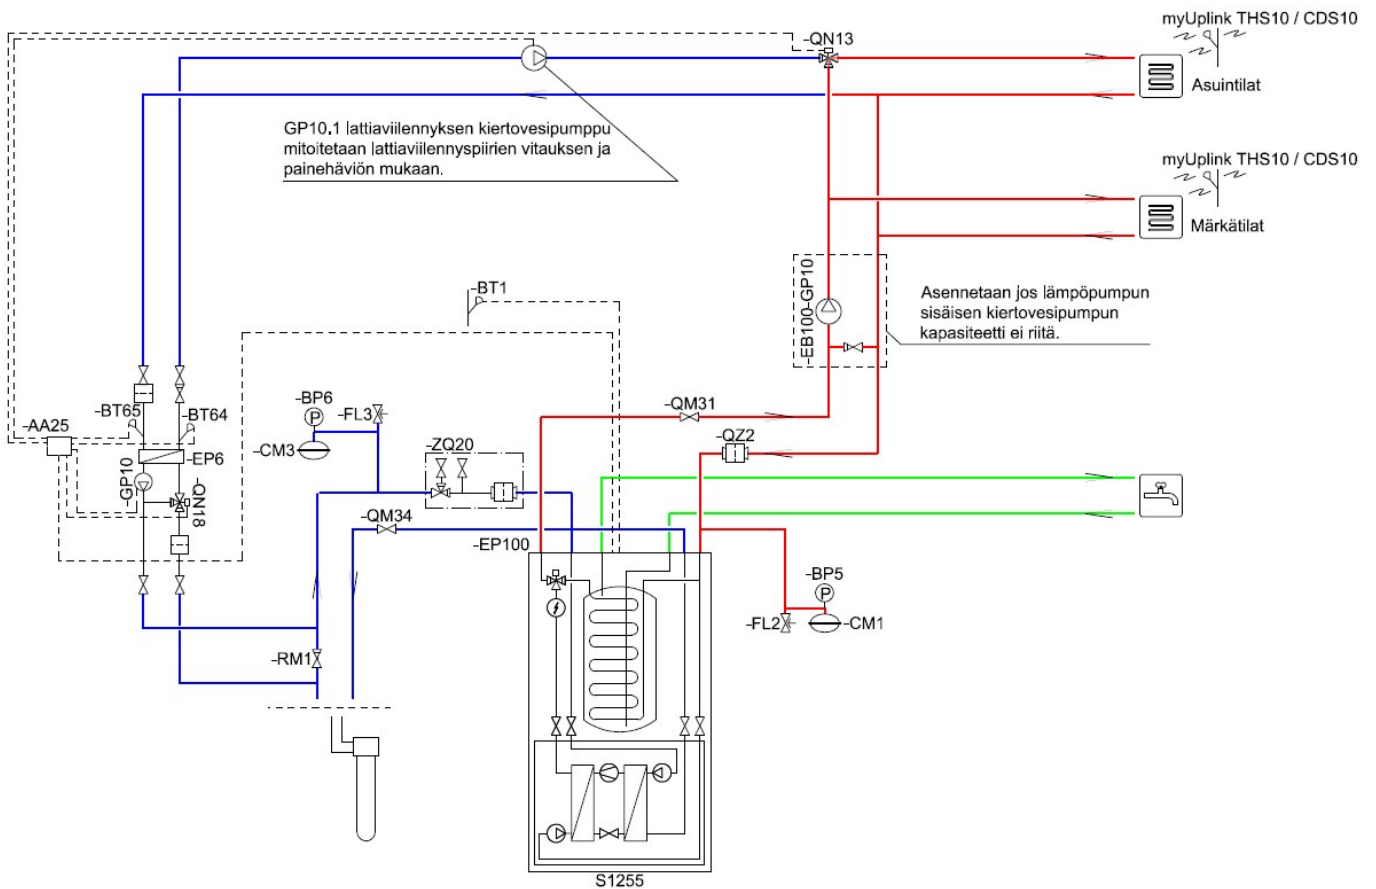 myUplink THS10 / CDS10
-QN13
Asuintilat
GP10.1 lattiaviilennyksen kiertovesipumppu
mitoitetaan lattiaviilennyspiirien vitauksen ja
painehäviön mukaan.
myUplink THS10 / CDS10
Märkätilat
-EB100-GP10
Asennetaan jos lämpöpumpun
sisäisen kiertovesipumpun
kapasiteetti ei riitä.
-BT1
-BT65
-BT64
-AA25
-BP6
P
-FL3
-CM3
-QM31
-QZ2
-ZQ20
-EP6
-GP10
-QN18
-QM34
-EP100
-BP5
P
-FL2
-CM1
-RM1
S1255